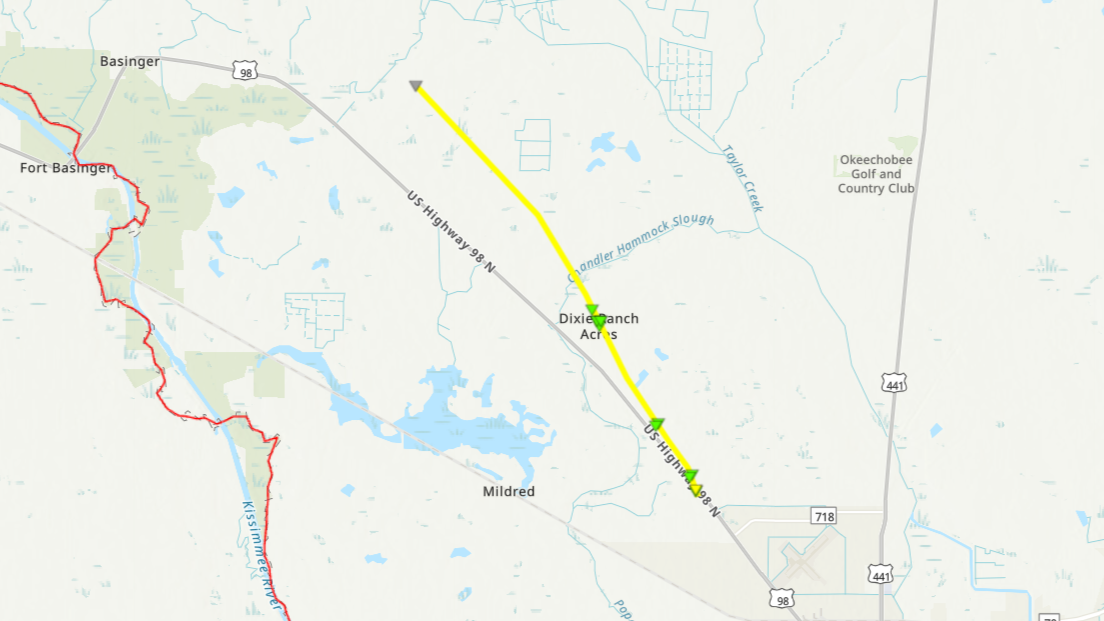 Basinger
98
Fort Basinger
Taylor Creek
Okeechobee
Golf and
Country Club
US Highway 98 N
Chandler Hammock Slough
Dixie Ranch
Acres
441
US Highway 98 N
Mildred
718
Kissimmee River
441
98